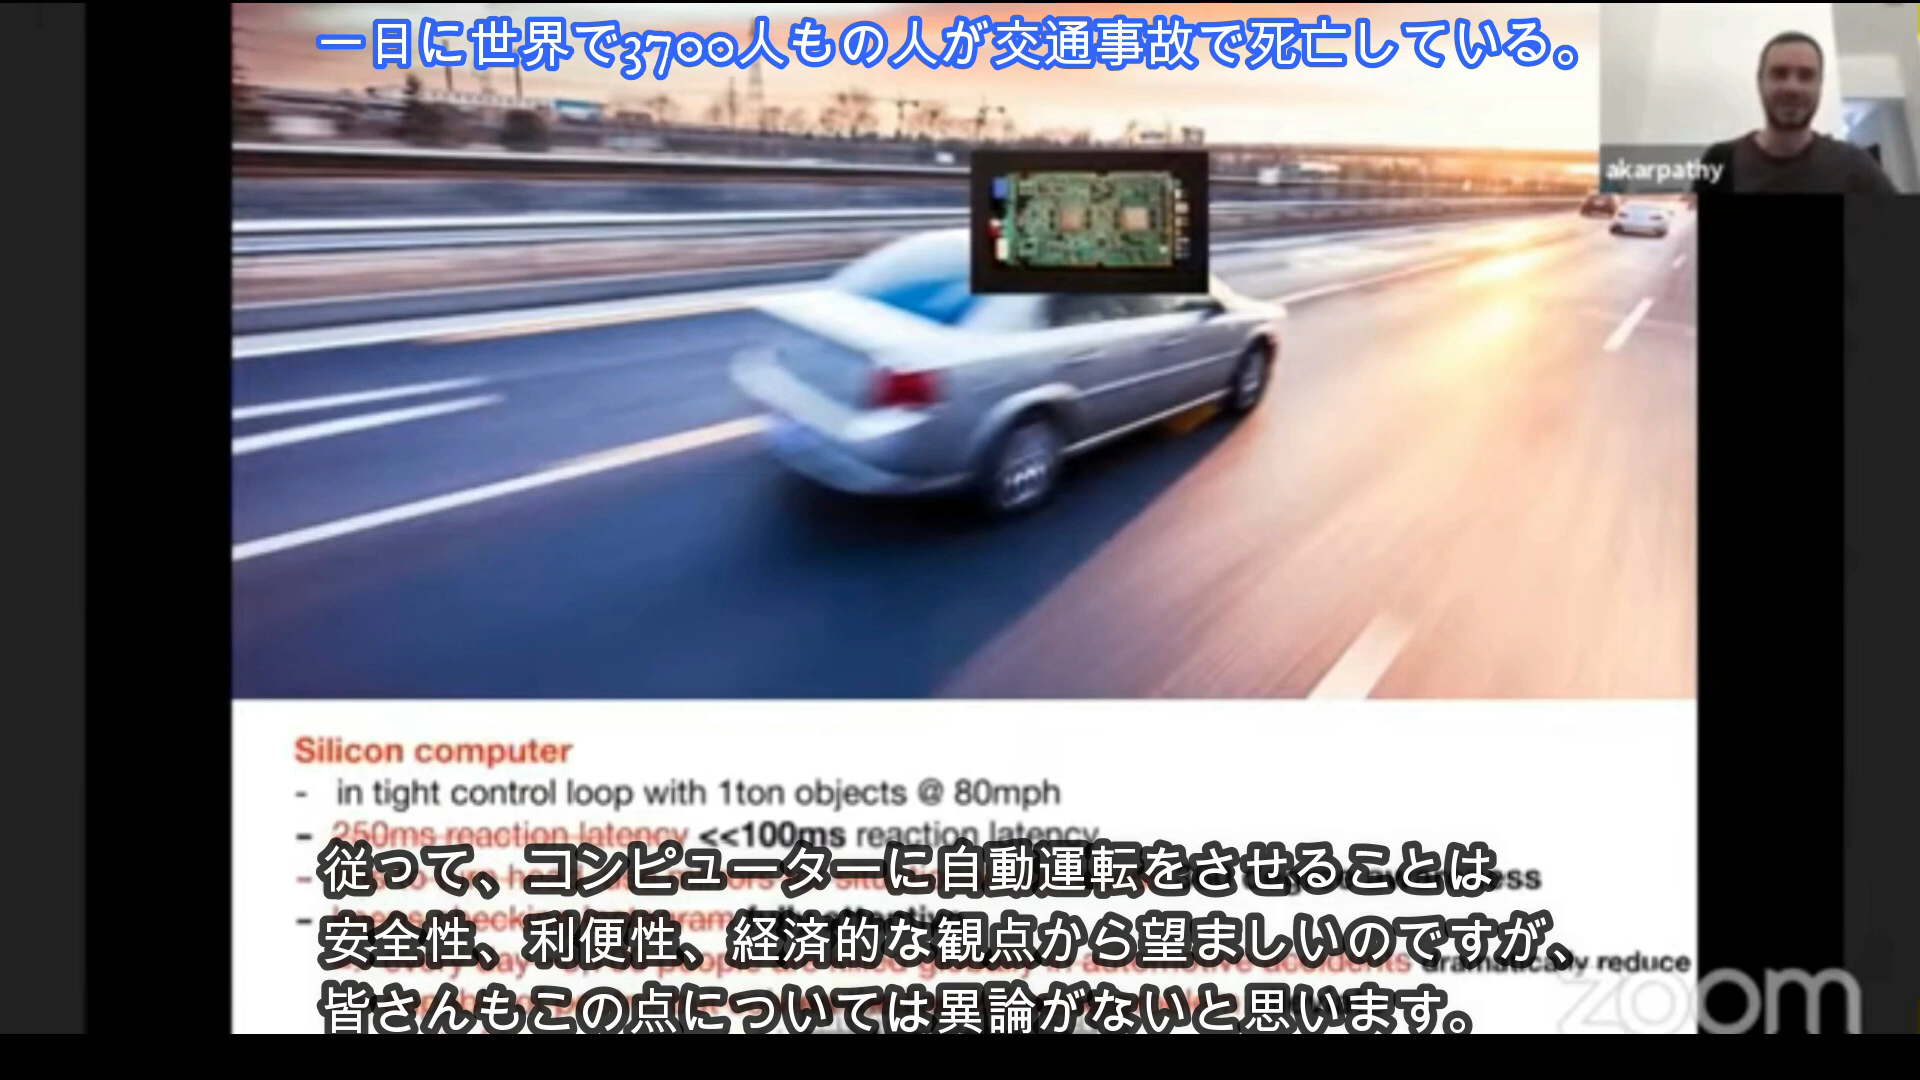 一日に世界で3700人もの人が交通事故で死亡している。
akarpathy
Silicon computer
- in tight control loop with 1ton objects @ 80mph
- 250ms reaction latency <<100ms reaction latency
従って、コンピューターに自動運転をさせることは
安全性、利便性、経済的な観点から望ましいのですが、
dramatically reduce
皆さんもこの点については異論がないと思います。
zoom